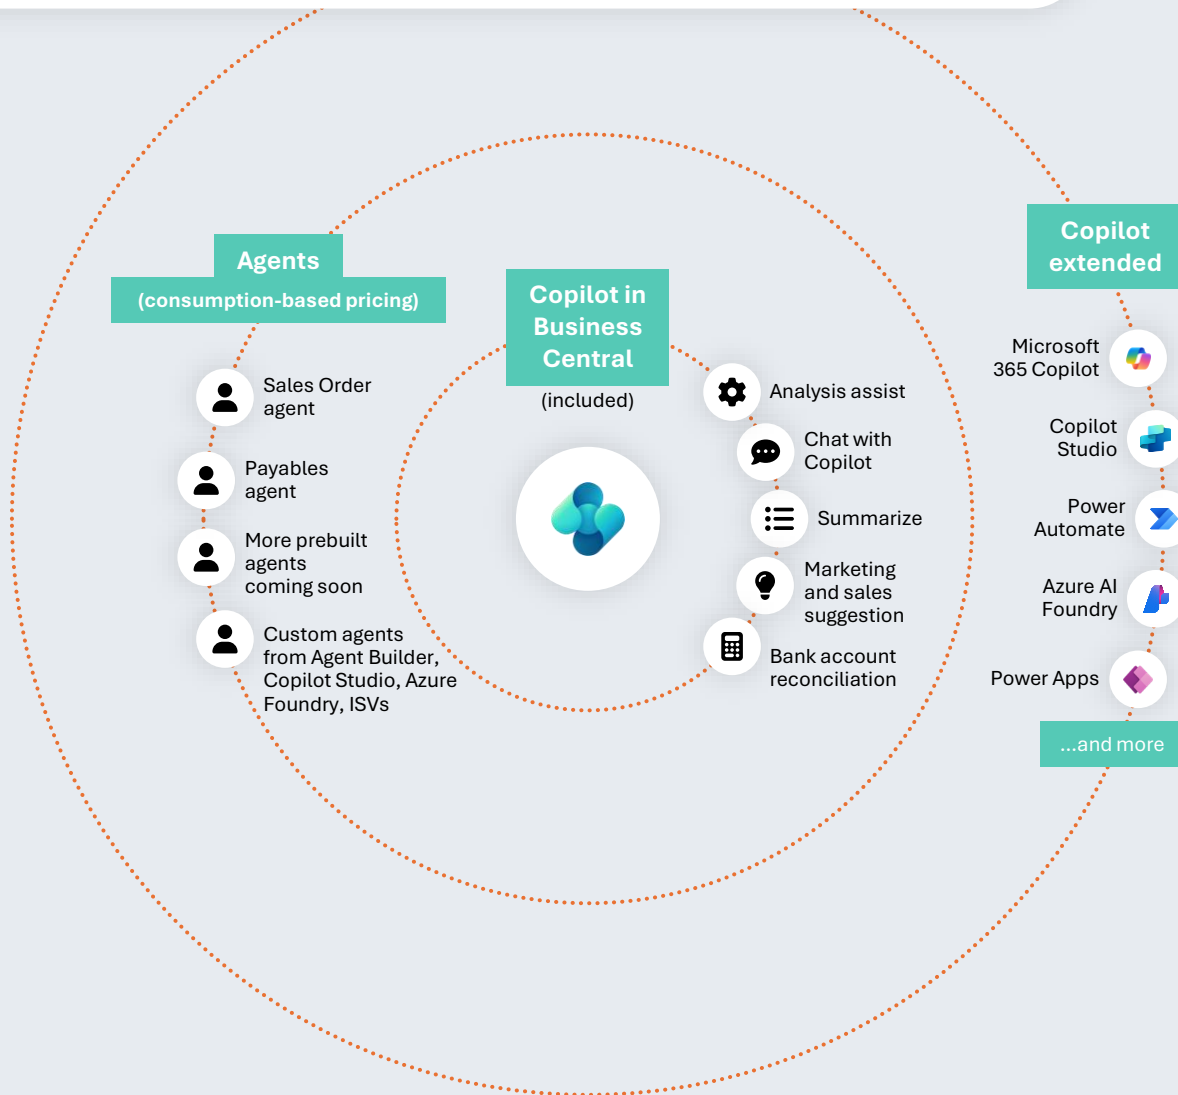 Agents
(consumption-based pricing)
Sales Order
agent
Payables
agent
More prebuilt
agents
coming soon
Custom agents
from Agent Builder,
Copilot Studio, Azure
Foundry, ISVs
Copilot in
Business
Central
(included)
Analysis assist
Chat with
Copilot
Summarize
Marketing
and sales
suggestion
Bank account
reconciliation
Copilot
extended
Microsoft
365 Copilot
Copilot
Studio
Power
Automate
Azure AI
Foundry
Power Apps
...and more